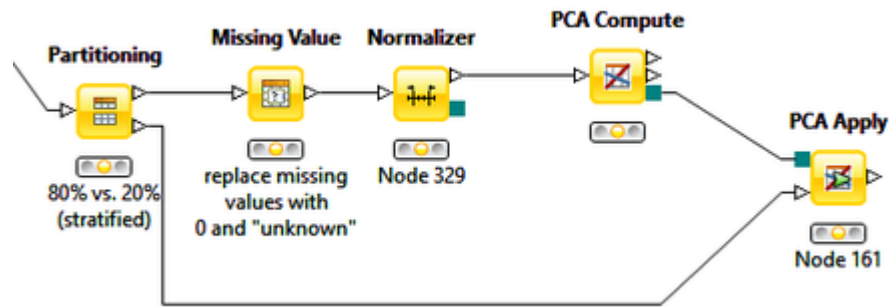 Partitioning
80% vs. 20%
(stratified)
Missing Value
?
replace missing
values with
0 and "unknown"
Normalizer
Node 329
PCA Compute
PCA Apply
Node 161